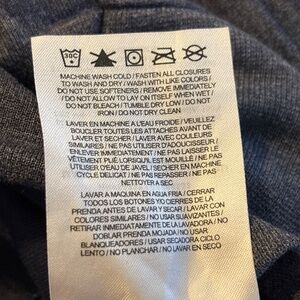 30C
MACHINE WASH COLD / FASTEN ALL CLOSURES
TO WASH AND DRY / WASH WITH LIKE COLORS /
DO NOT USE SOFTENERS / REMOVE IMMEDIATELY
/ DO NOT ALLOW TO LAY ON ITSELF WHEN WET /
DO NOT BLEACH / TUMBLE DRY LOW / DO NOT
IRON / DO NOT DRY CLEAN
LAVER EN MACHINE À L'EAU FROIDE / VEUILLEZ
BOUCLER TOUTES LES ATTACHES AVANT DE
LAVER ET SÉCHER / LAVER AVEC COULEURS
SIMILAIRES / NE PAS UTILISER D'ADOUCISSEUR /
ENLEVER IMMÉDIATEMENT / NE PAS LAISSER LE
VÊTEMENT PLIÉ LORSQU'IL EST MOUILLÉ / NE PAS
UTILISER D'EAU DE JAVEL / SÉCHER EN MACHINE
CYCLE DELICAT / NE PAS REPASSER / NE PAS
NETTOYER A SEC
LAVAR A MAQUINA EN AGUA FRIA / CERRAR
TODOS LOS BOTONES Y/O CIERRES DE LA
PRENDA ANTES DE LAVAR Y SECAR / LAVAR CON
COLORES SIMILARES / NO USAR SUAVIZANTES /
RETIRAR INMEDIATAMENTE DE LA LAVADORA / NO
DOBLAR PRENDA MOJADA / NO USAR
BLANQUEADORES / USAR SECADORA CICLO
LENTO / NO PLANCHAR / NO LAVAR EN SECO